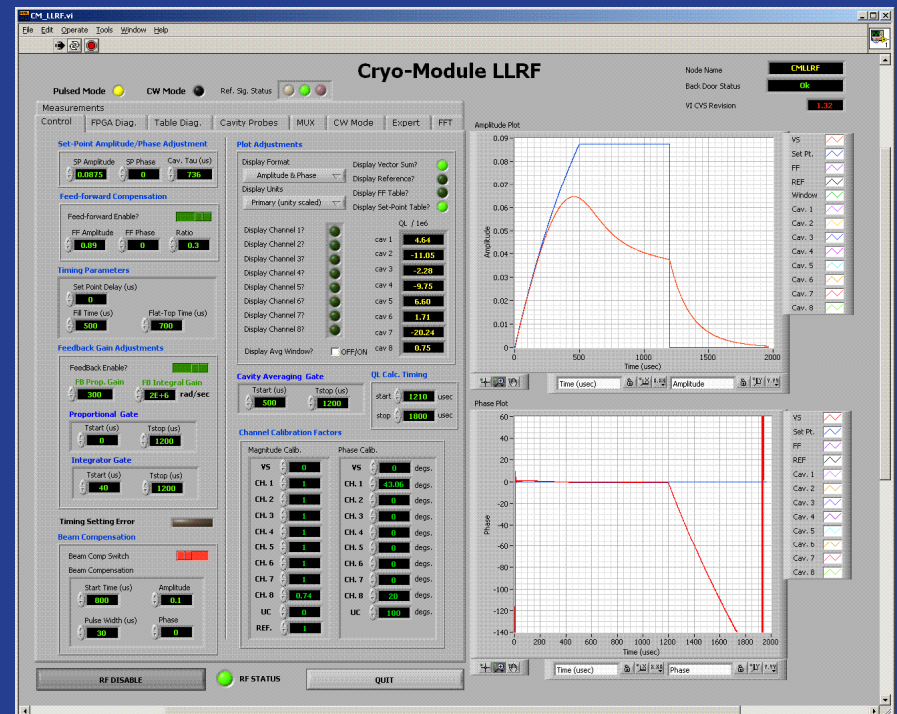 CM_LLRF.vi
File Edit Operate Tools Window Help
Cryo-Module LLRF
Pulsed Mode CW Mode Ref. Sig. Status
Node Name CMLLRF
Back Door Status Ok
VI CVS Revision 1.32
Measurements
Control FPGA Diag. Table Diag. Cavity Probes MUX CW Mode Expert FFT
Set-Point Amplitude/Phase Adjustment
SP Amplitude SP Phase Cav. Tau (us)
0.0875 0 736
Feed-forward Compensation
Feed-forward Enable?
FF Amplitude FF Phase Ratio
0.89 0 0.3
Timing Parameters
Set Point Delay (us)
0
Fill Time (us) Flat-Top Time (us)
500 700
Feedback Gain Adjustments
FeedBack Enable?
FB Prop. Gain FB Integral Gain
300 2E+6 rad/sec
Proportional Gate
Tstart (us) Tstop (us)
0 1200
Integrator Gate
Tstart (us) Tstop (us)
40 1200
Timing Setting Error
Beam Compensation
Beam Comp Switch
Beam Compensation
Start Time (us) Amplitude
800 0.1
Pulse Width (us) Phase
30 0
Plot Adjustments
Display Format
Amplitude & Phase
Display Units
Primary (unity scaled)
Display Vector Sum?
Display Reference?
Display FF Table?
Display Set-Point Table?
Display Channel 1?
Display Channel 2?
Display Channel 3?
Display Channel 4?
Display Channel 5?
Display Channel 6?
Display Channel 7?
Display Channel 8?
Display Avg Window? OFF/ON
QL / 1e6
cav 1 4.64
cav 2 -11.05
cav 3 -2.28
cav 4 -9.75
cav 5 6.60
cav 6 1.71
cav 7 -20.24
cav 8 0.75
Cavity Averaging Gate
Tstart (us) Tstop (us)
500 1200
QL Calc. Timing
start 1210 usec
stop 1800 usec
Channel Calibration Factors
Magnitude Calib. Phase Calib.
VS 0 VS 0 degs.
CH. 1 1 CH. 1 43.06 degs.
CH. 2 1 CH. 2 0 degs.
CH. 3 1 CH. 3 0 degs.
CH. 4 1 CH. 4 0 degs.
CH. 5 1 CH. 5 0 degs.
CH. 6 1 CH. 6 0 degs.
CH. 7 1 CH. 7 0 degs.
CH. 8 0.74 CH. 8 20 degs.
UC 0 UC 100 degs.
REF. 1
Amplitude Plot
0.09
0.08
0.07
0.06
0.05
0.04
0.03
0.02
0.01
Amplitude
0 500 1000 1500 2000
Time (usec)
VS
Set Pt.
FF
REF
Window
Cav. 1
Cav. 2
Cav. 3
Cav. 4
Cav. 5
Cav. 6
Cav. 7
Cav. 8
Time (usec) Amplitude
Phase Plot
60
40
20
0
-20
-40
-60
-80
-100
-120
-140
Phase
0 200 400 600 800 1000 1200 1400 1600 1800 2000
Time (usec)
VS
Set Pt.
FF
REF
Cav. 1
Cav. 2
Cav. 3
Cav. 4
Cav. 5
Cav. 6
Cav. 7
Cav. 8
Time (usec) Phase
RF DISABLE RF STATUS QUIT